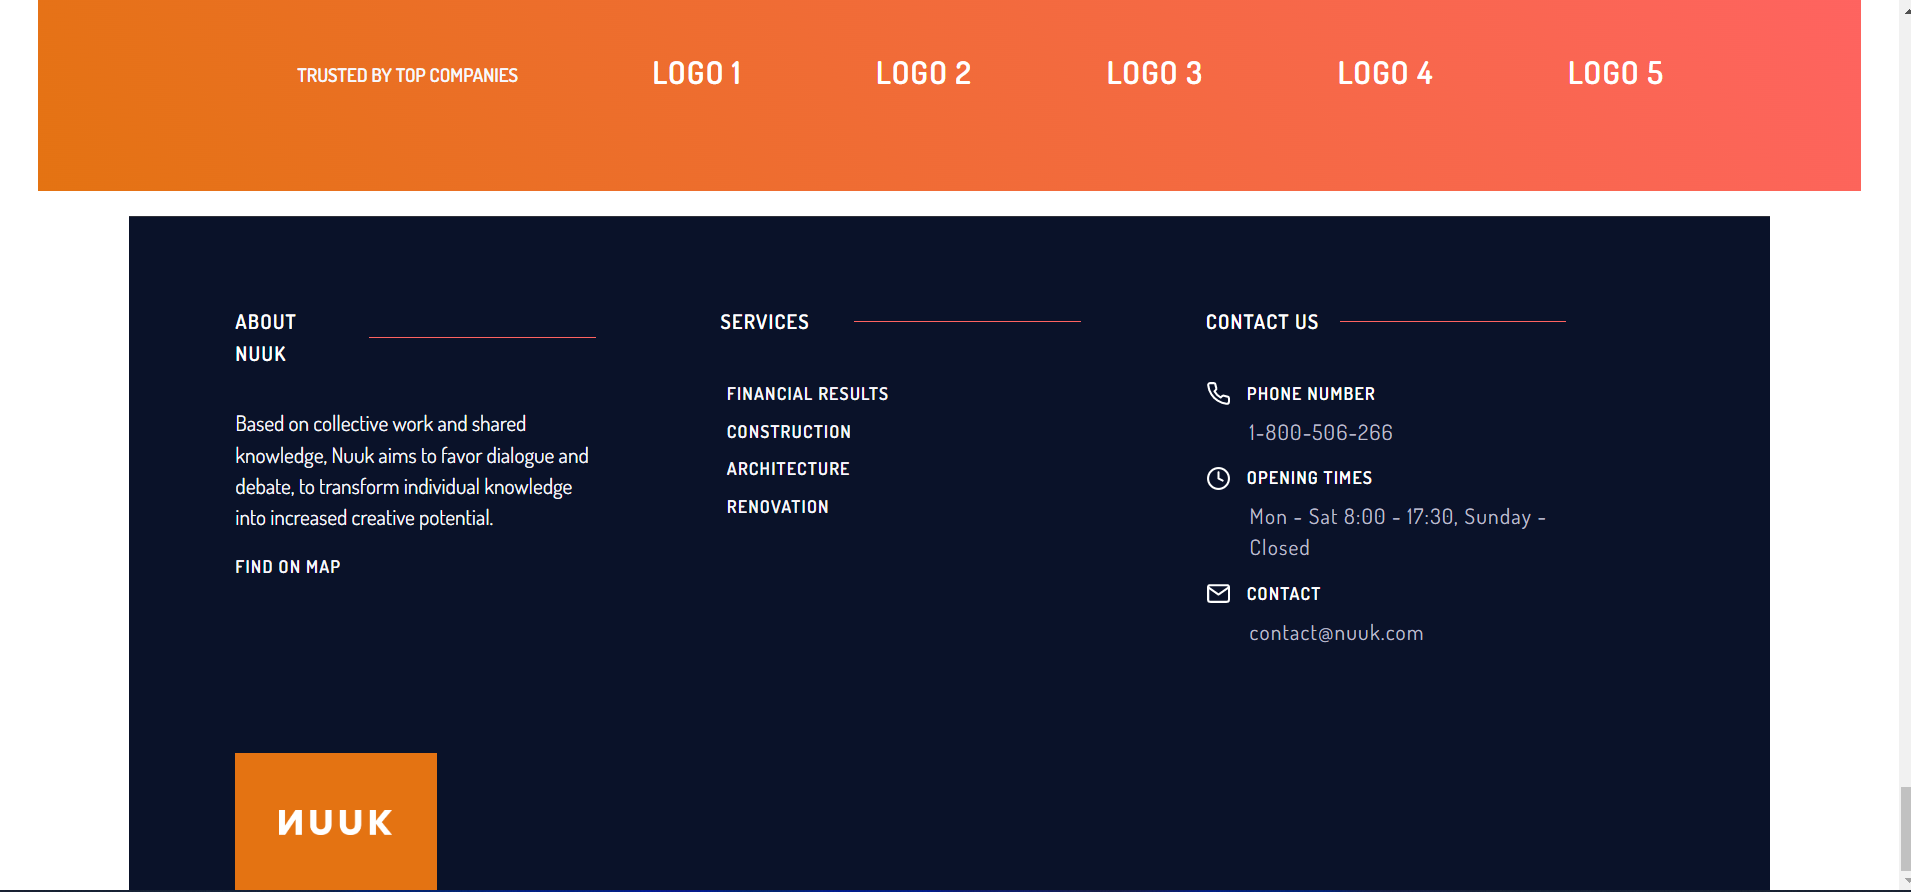 TRUSTED BY TOP COMPANIES
LOGO 1
LOGO 2
LOGO 3
LOGO 4
LOGO 5
ABOUT
NUUK
Based on collective work and shared
knowledge, Nuuk aims to favor dialogue and
debate, to transform individual knowledge
into increased creative potential.
FIND ON MAP
SERVICES
FINANCIAL RESULTS
CONSTRUCTION
ARCHITECTURE
RENOVATION
CONTACT US
PHONE NUMBER
1-800-506-266
OPENING TIMES
Mon - Sat 8:00 - 17:30, Sunday -
Closed
CONTACT
contact@nuuk.com
NUUK